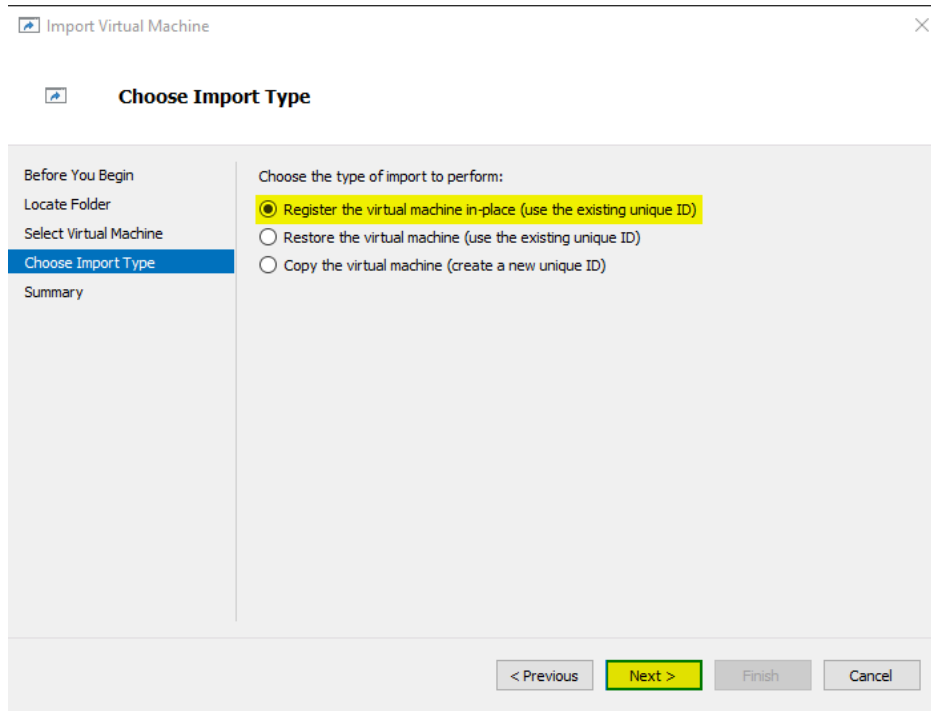 Import Virtual Machine
Choose Import Type
Before You Begin
Locate Folder
Select Virtual Machine
Choose Import Type
Summary
Choose the type of import to perform:
Register the virtual machine in-place (use the existing unique ID)
Restore the virtual machine (use the existing unique ID)
Copy the virtual machine (create a new unique ID)
< Previous
Next >
Finish
Cancel